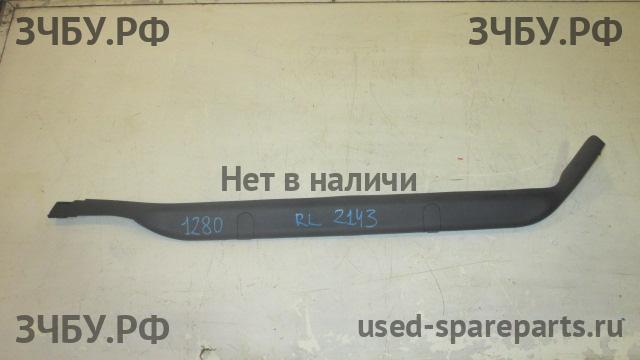 ЗЧБУ.РФ ЗЧБУ.РФ
Нет в наличи
1280 RL 2143
ЗЧБУ.РФ used-spareparts.ru